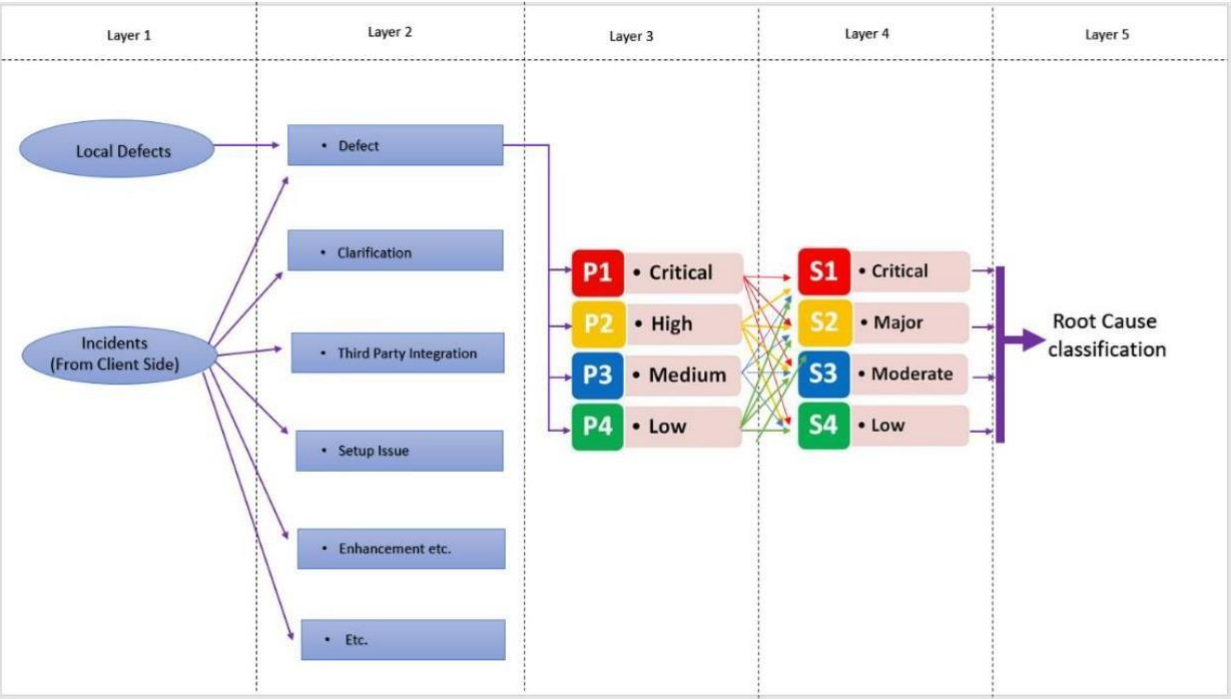 Layer 1
Layer 2
Layer 3
Layer 4
Layer 5
Local Defects
Incidents
(From Client Side)
• Defect
• Clarification
• Third Party Integration
• Setup Issue
• Enhancement etc.
• Etc.
P1 • Critical
P2 • High
P3 • Medium
P4 • Low
S1 • Critical
S2 • Major
S3 • Moderate
S4 • Low
Root Cause
classification